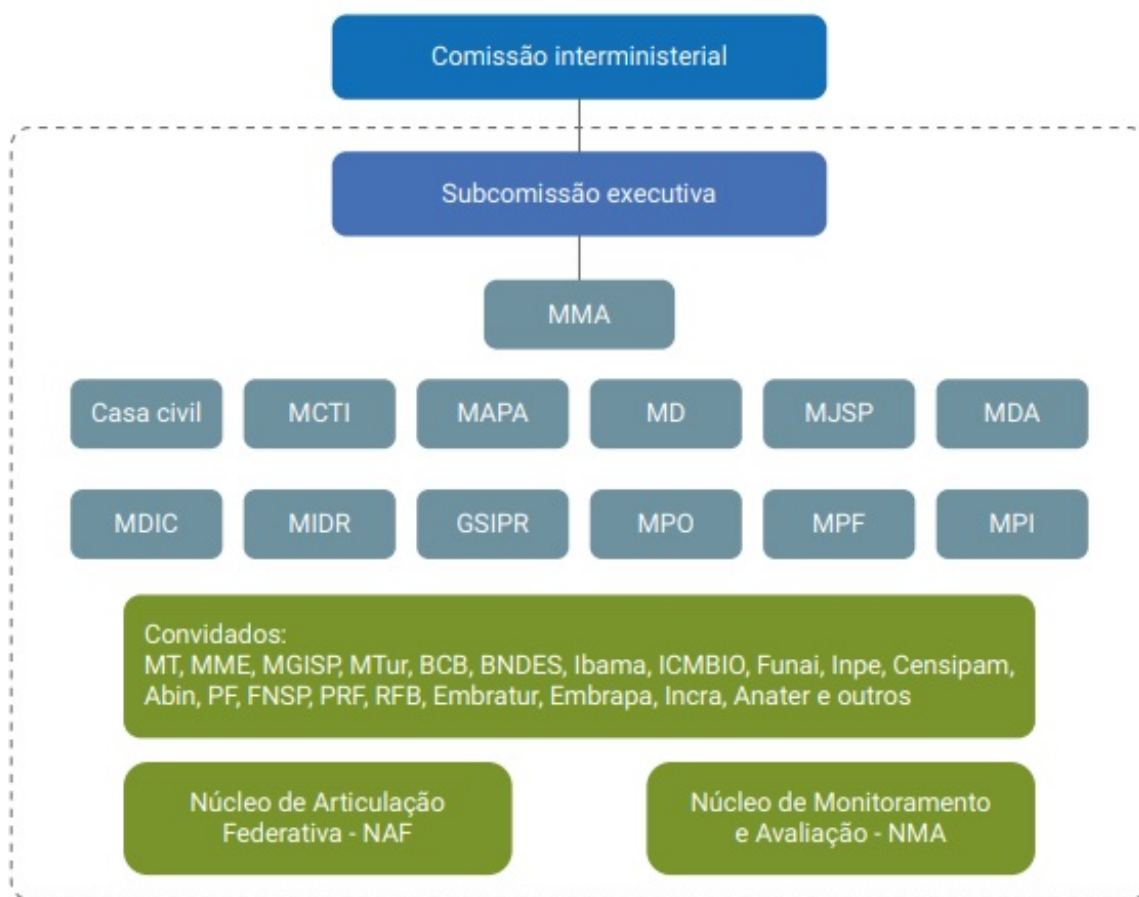 Comissão interministerial
Subcomissão executiva
MMA
Casa civil
MCTI
MAPA
MD
MJSP
MDA
MDIC
MIDR
GSIPR
MPO
MPF
MPI
Convidados:
MT, MME, MGISP, MTur, BCB, BNDES, Ibama, ICMBIO, Funai, Inpe, Censipam,
Abin, PF, FNSP, PRF, RFB, Embratur, Embrapa, Incra, Anater e outros
Núcleo de Articulação
Federativa - NAF
Núcleo de Monitoramento
e Avaliação - NMA